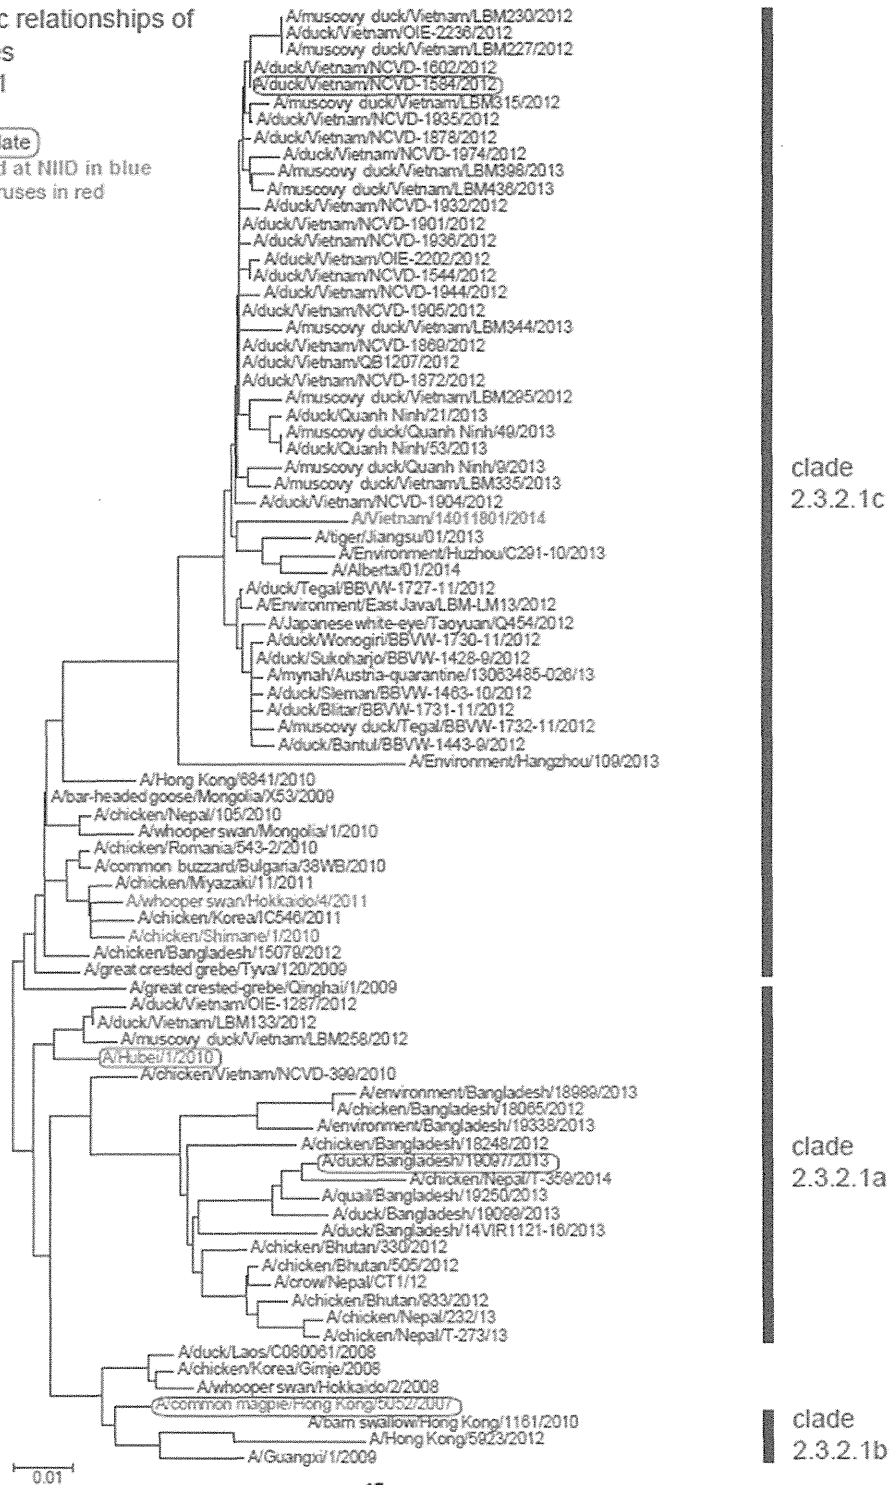 c relationships of
s
1
late
d at NIID in blue
ruses in red
A/muscovy duck/Vietnam/LBM230/2012
A/duck/Vietnam/OIE-2236/2012
A/muscovy duck/Vietnam/LBM227/2012
A/duck/Vietnam/NCVD-1602/2012
A/duck/Vietnam/NCVD-1584/2012
A/muscovy duck/Vietnam/LBM315/2012
A/duck/Vietnam/NCVD-1935/2012
A/duck/Vietnam/NCVD-1878/2012
A/duck/Vietnam/NCVD-1974/2012
A/muscovy duck/Vietnam/LBM398/2013
A/muscovy duck/Vietnam/LBM436/2013
A/duck/Vietnam/NCVD-1932/2012
A/duck/Vietnam/NCVD-1901/2012
A/duck/Vietnam/NCVD-1936/2012
A/duck/Vietnam/OIE-2202/2012
A/duck/Vietnam/NCVD-1544/2012
A/duck/Vietnam/NCVD-1944/2012
A/duck/Vietnam/NCVD-1905/2012
A/muscovy duck/Vietnam/LBM344/2013
A/duck/Vietnam/NCVD-1869/2012
A/duck/Vietnam/QB1207/2012
A/duck/Vietnam/NCVD-1872/2012
A/muscovy duck/Vietnam/LBM295/2012
A/duck/Quanh Ninh/21/2013
A/muscovy duck/Quanh Ninh/49/2013
A/duck/Quanh Ninh/53/2013
A/muscovy duck/Quanh Ninh/9/2013
A/muscovy duck/Vietnam/LBM335/2013
A/duck/Vietnam/NCVD-1904/2012
A/Vietnam/14011801/2014
A/tiger/Jiangsu/01/2013
A/Environment/Huzhou/C291-10/2013
A/Alberta/01/2014
A/duck/Tegal/BBVW-1727-11/2012
A/Environment/East Java/LBM-LM13/2012
A/Japanese white-eye/Taoyuan/Q454/2012
A/duck/Wonogiri/BBVW-1730-11/2012
A/duck/Sukoharjo/BBVW-1428-9/2012
A/mynah/Austria-quarantine/13063485-026/13
A/duck/Sleman/BBVW-1463-10/2012
A/duck/Blitar/BBVW-1731-11/2012
A/muscovy duck/Tegal/BBVW-1732-11/2012
A/duck/Bantul/BBVW-1443-9/2012
A/Environment/Hangzhou/109/2013
A/Hong Kong/6841/2010
A/bar-headed goose/Mongolia/X53/2009
A/chicken/Nepal/105/2010
A/whooper swan/Mongolia/1/2010
A/chicken/Romania/543-2/2010
A/common buzzard/Bulgaria/38WB/2010
A/chicken/Miyazaki/11/2011
A/whooper swan/Hokkaido/4/2011
A/chicken/Korea/IC546/2011
A/chicken/Shimane/1/2010
A/chicken/Bangladesh/15079/2012
A/great crested grebe/Tyva/120/2009
clade
2.3.2.1c
A/great crested-grebe/Qinghai/1/2009
A/duck/Vietnam/OIE-1287/2012
A/duck/Vietnam/LBM133/2012
A/muscovy duck/Vietnam/LBM258/2012
A/Hubei/1/2010
A/chicken/Vietnam/NCVD-399/2010
A/environment/Bangladesh/18989/2013
A/chicken/Bangladesh/18065/2012
A/environment/Bangladesh/19338/2013
A/chicken/Bangladesh/18248/2012
A/duck/Bangladesh/19097/2013
A/chicken/Nepal/T-359/2014
A/quail/Bangladesh/19250/2013
A/duck/Bangladesh/19099/2013
A/duck/Bangladesh/14VIR1121-16/2013
A/chicken/Bhutan/330/2012
A/chicken/Bhutan/505/2012
A/crow/Nepal/CT1/12
A/chicken/Bhutan/933/2012
A/chicken/Nepal/232/13
A/chicken/Nepal/T-273/13
clade
2.3.2.1a
A/duck/Laos/C080061/2008
A/chicken/Korea/Gimje/2008
A/whooper swan/Hokkaido/2/2008
A/common magpie/Hong Kong/5052/2007
A/barn swallow/Hong Kong/1161/2010
A/Hong Kong/5923/2012
A/Guangxi/1/2009
clade
2.3.2.1b
0.01